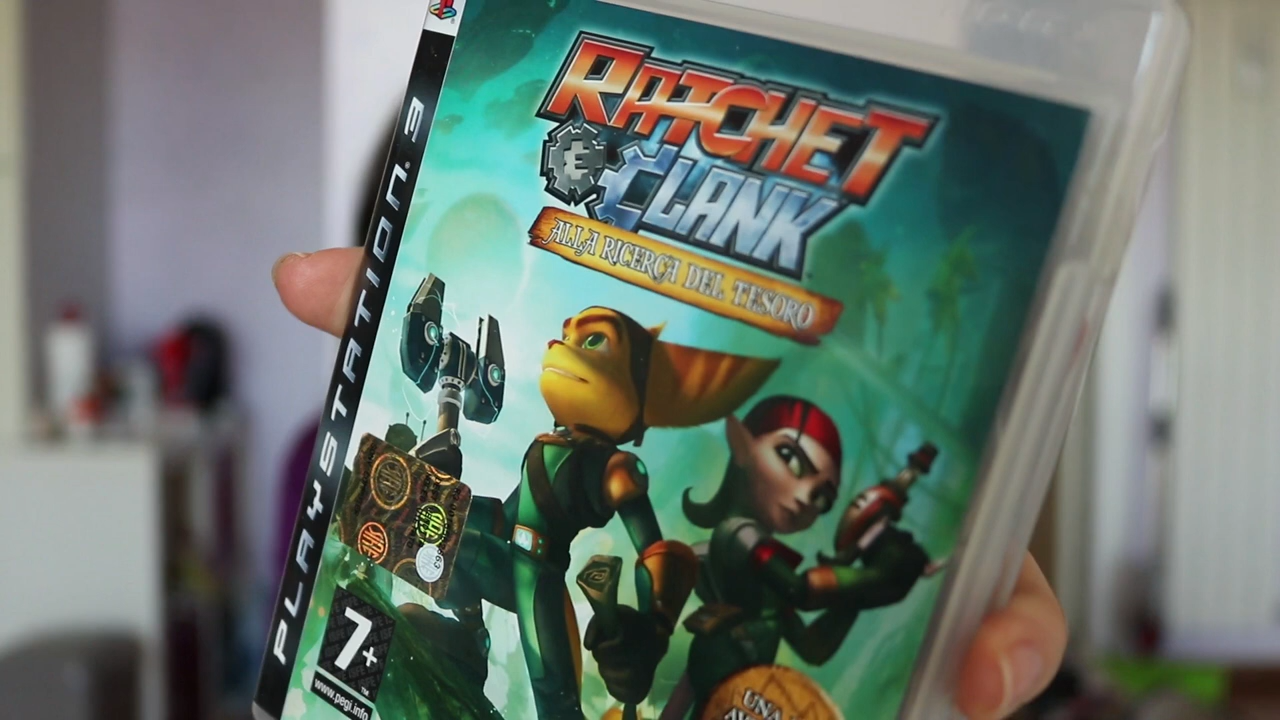 PLAYSTATION 3
RATCHET
E
CLANK
ALLA RICERCA DEL TESORO
7+
www.pegi.info
UNA